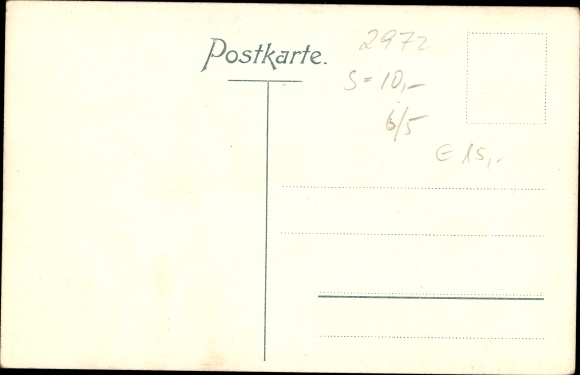 Postkarte.
2972
S = 10,-
6/5
€ 15,-